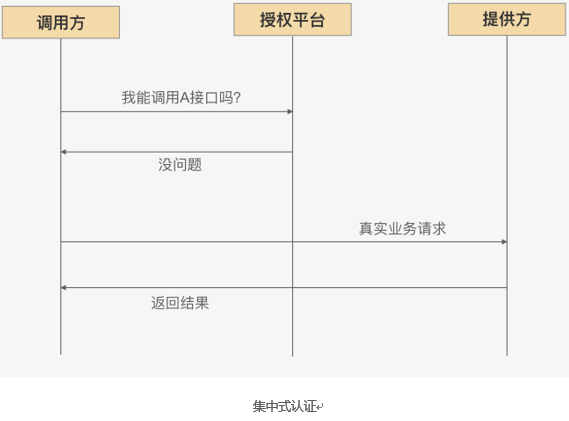 调用方
授权平台
提供方
我能调用A接口吗?
没问题
真实业务请求
返回结果
集中式认证